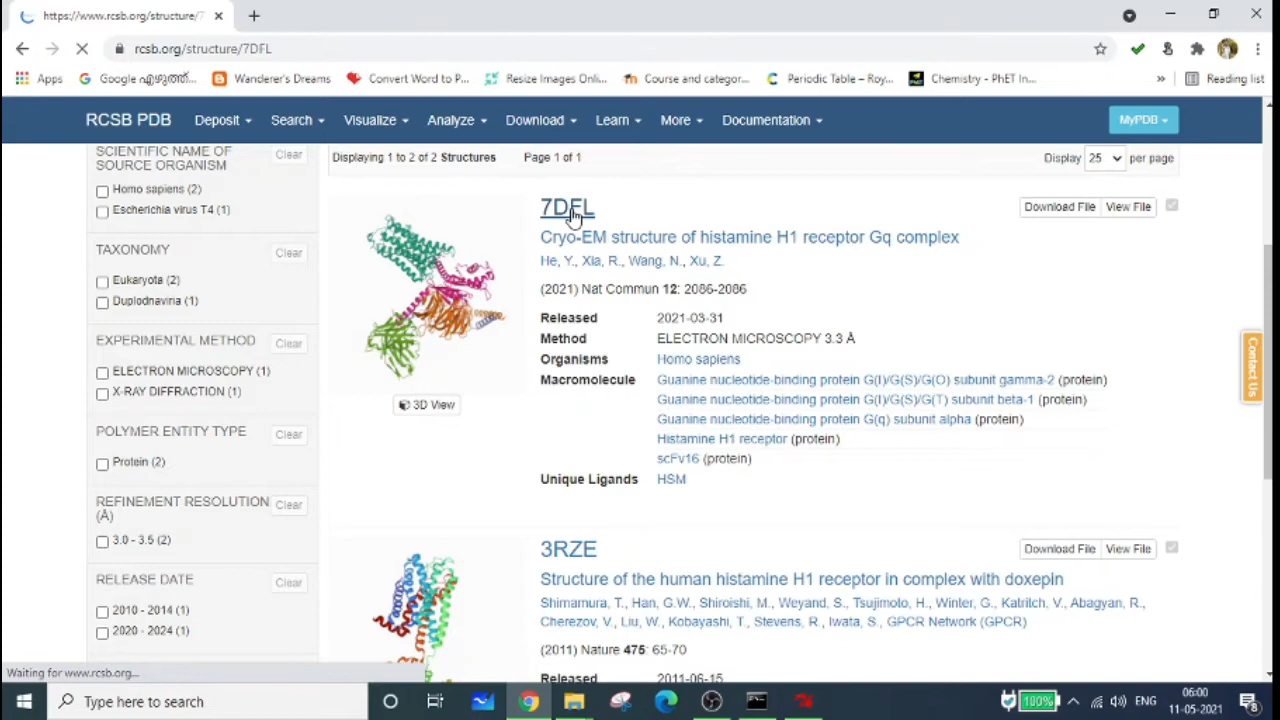 https://www.rcsb.org/structure/7
rcsb.org/structure/7DFL
Apps
Google എഴുത്ത്...
Wanderer's Dreams
Convert Word to P...
Resize Images Onli...
Course and categor...
Periodic Table – Roy...
Chemistry - PhET In...
»
Reading list
RCSB PDB
Deposit
Search
Visualize
Analyze
Download
Learn
More
Documentation
MyPDB
SCIENTIFIC NAME OF
SOURCE ORGANISM
Clear
Homo sapiens (2)
Escherichia virus T4 (1)
TAXONOMY
Clear
Eukaryota (2)
Duplodnaviria (1)
EXPERIMENTAL METHOD
Clear
ELECTRON MICROSCOPY (1)
X-RAY DIFFRACTION (1)
POLYMER ENTITY TYPE
Clear
Protein (2)
REFINEMENT RESOLUTION
(Å)
Clear
3.0 - 3.5 (2)
RELEASE DATE
Clear
2010 - 2014 (1)
2020 - 2024 (1)
Displaying 1 to 2 of 2 Structures
Page 1 of 1
Display 25 per page
7DFL
Download File View File
Cryo-EM structure of histamine H1 receptor Gq complex
He, Y., Xia, R., Wang, N., Xu, Z.
(2021) Nat Commun 12: 2086-2086
Released 2021-03-31
Method ELECTRON MICROSCOPY 3.3 Å
Organisms Homo sapiens
Macromolecule Guanine nucleotide-binding protein G(I)/G(S)/G(O) subunit gamma-2 (protein)
Guanine nucleotide-binding protein G(I)/G(S)/G(T) subunit beta-1 (protein)
Guanine nucleotide-binding protein G(q) subunit alpha (protein)
Histamine H1 receptor (protein)
scFv16 (protein)
Unique Ligands HSM
3D View
3RZE
Download File View File
Structure of the human histamine H1 receptor in complex with doxepin
Shimamura, T., Han, G.W., Shiroishi, M., Weyand, S., Tsujimoto, H., Winter, G., Katritch, V., Abagyan, R.,
Cherezov, V., Liu, W., Kobayashi, T., Stevens, R., Iwata, S., GPCR Network (GPCR)
(2011) Nature 475: 65-70
Released 2011-06-15
Contact Us
Waiting for www.rcsb.org...
Type here to search
100%
ENG
06:00
11-05-2021
8